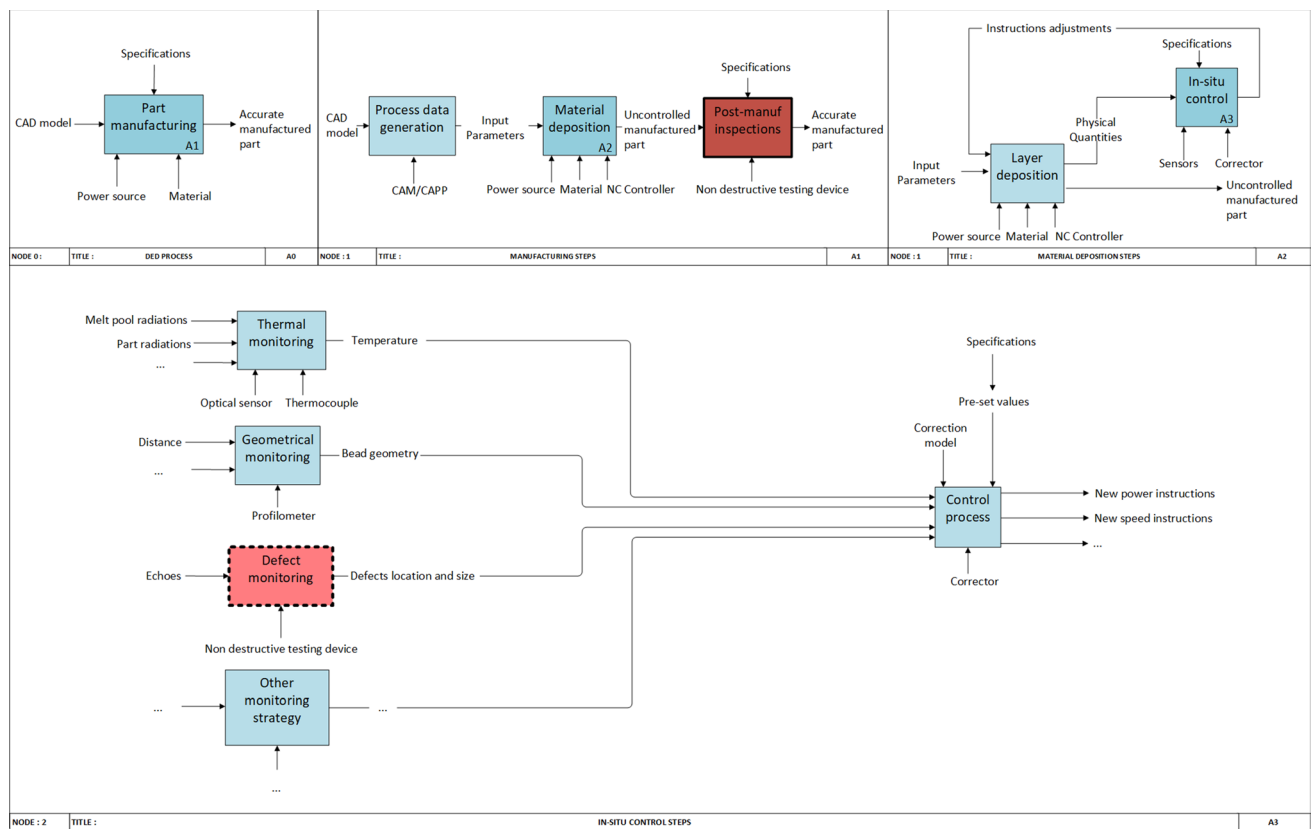 Specifications
CAD model
Part
manufacturing
A1
Accurate
manufactured
part
Power source
Material
NODE 0 :
TITLE :
DED PROCESS
A0
CAD
model
Process data
generation
CAM/CAPP
Input
Parameters
Material
deposition
A2
Power source
Material
NC Controller
Uncontrolled
manufactured
part
Specifications
Post-manuf
inspections
Non destructive testing device
Accurate
manufactured
part
NODE : 1
TITLE :
MANUFACTURING STEPS
A1
Instructions adjustments
Specifications
In-situ
control
A3
Physical
Quantities
Sensors
Corrector
Input
Parameters
Layer
deposition
Uncontrolled
manufactured
part
Power source
Material
NC Controller
NODE : 1
TITLE :
MATERIAL DEPOSITION STEPS
A2
Melt pool radiations
Part radiations
...
Thermal
monitoring
Temperature
Optical sensor
Thermocouple
Distance
...
Geometrical
monitoring
Bead geometry
Profilometer
Echoes
Defect
monitoring
Defects location and size
Non destructive testing device
...
Other
monitoring
strategy
...
...
Specifications
Pre-set values
Correction
model
Control
process
New power instructions
New speed instructions
...
Corrector
NODE : 2
TITLE :
IN-SITU CONTROL STEPS
A3